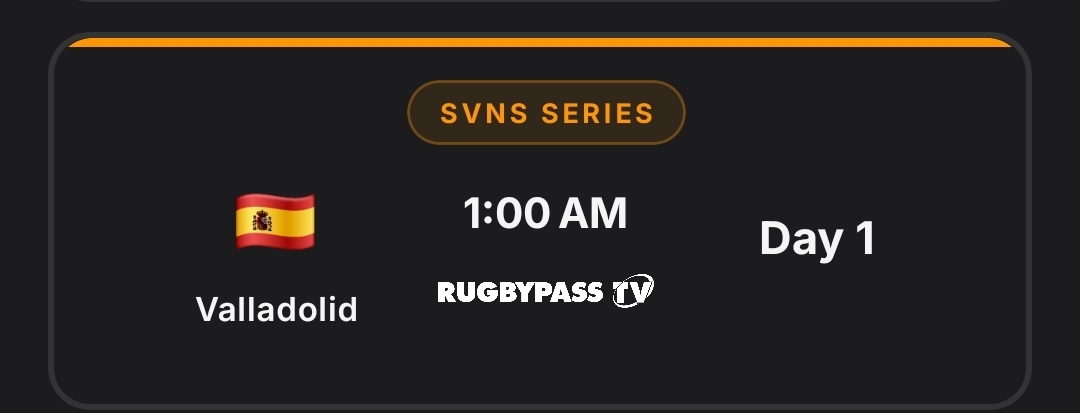 SVNS SERIES
1:00 AM
Day 1
RUGBYPASS TV
Valladolid